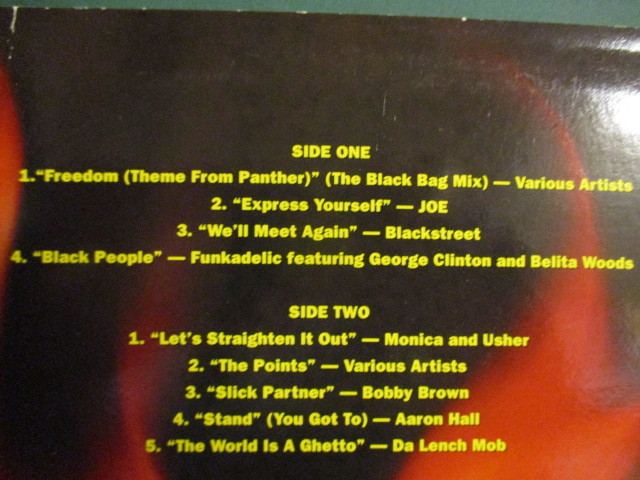 SIDE ONE
1."Freedom (Theme From Panther)" (The Black Bag Mix) — Various Artists
2. "Express Yourself" — JOE
3. "We'll Meet Again" — Blackstreet
4. "Black People" — Funkadelic featuring George Clinton and Belita Woods
SIDE TWO
1. "Let's Straighten It Out" — Monica and Usher
2. "The Points" — Various Artists
3. "Slick Partner" — Bobby Brown
4. "Stand" (You Got To) — Aaron Hall
5. "The World Is A Ghetto" — Da Lench Mob